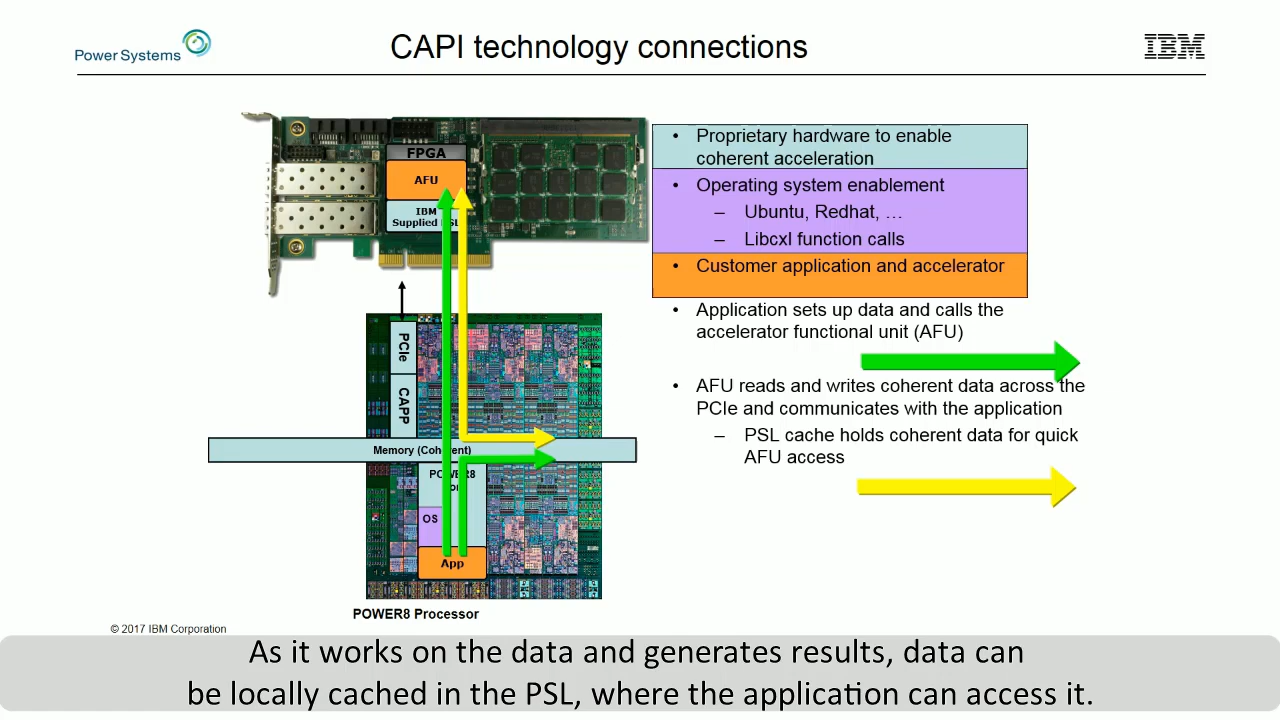 Power Systems
CAPI technology connections
IBM
FPGA
AFU
IBM
Supplied
PCIe
CAPP
Memory (Coherent)
POWER8
OS
App
POWER8 Processor
• Proprietary hardware to enable
coherent acceleration
• Operating system enablement
– Ubuntu, Redhat, …
– Libcxl function calls
• Customer application and accelerator
• Application sets up data and calls the
accelerator functional unit (AFU)
• AFU reads and writes coherent data across the
PCIe and communicates with the application
– PSL cache holds coherent data for quick
AFU access
© 2017 IBM Corporation
As it works on the data and generates results, data can
be locally cached in the PSL, where the application can access it.